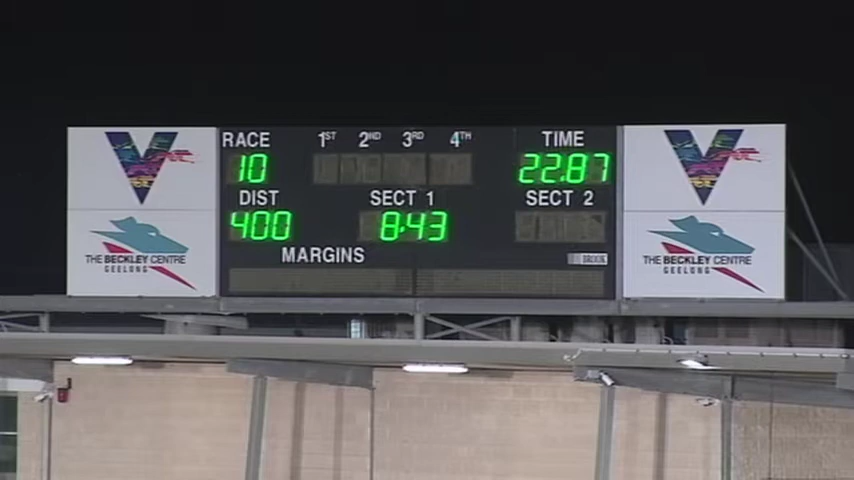 RACE 1ST 2ND 3RD 4TH TIME
10 22.87
DIST SECT 1 SECT 2
400 8:43
MARGINS
BROOK
V
THE BECKLEY CENTRE
GEELONG
V
THE BECKLEY CENTRE
GEELONG